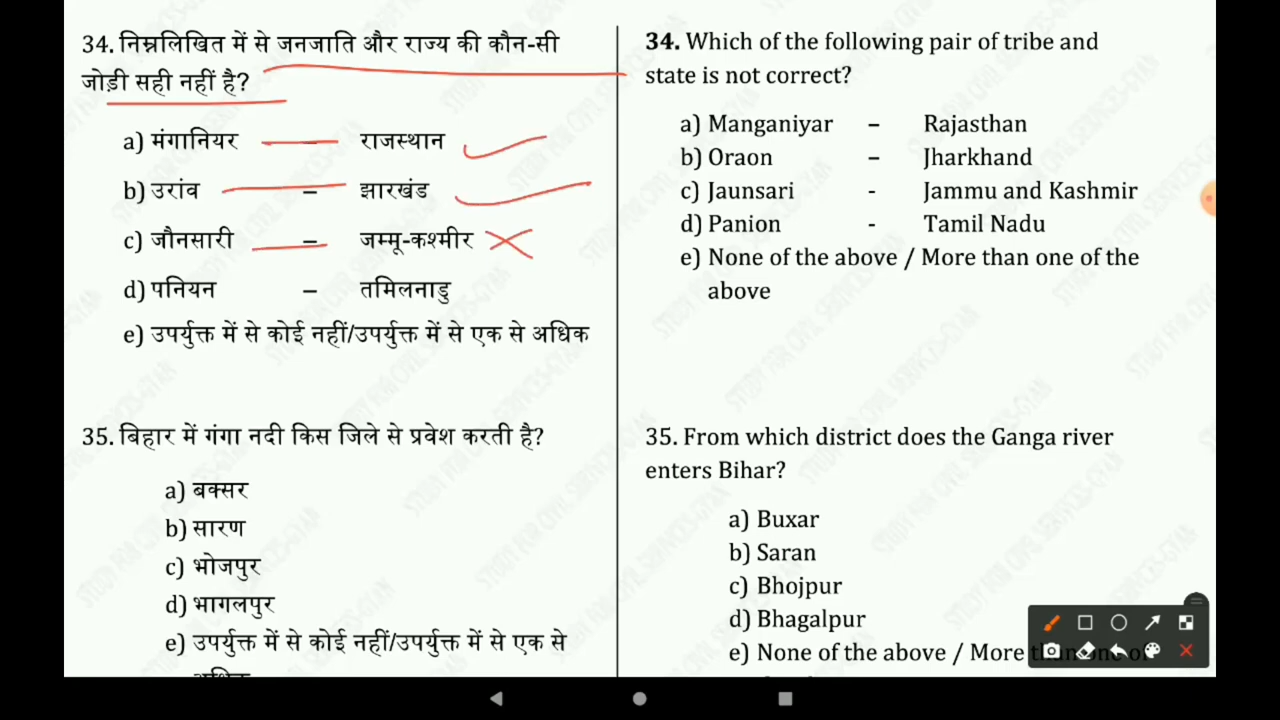 34. निम्नलिखित में से जनजाति और राज्य की कौन-सी
जोड़ी सही नहीं है?
a) मंगानियर – राजस्थान
b) उरांव – झारखंड
c) जौनसारी – जम्मू-कश्मीर
d) पनियन – तमिलनाडु
e) उपर्युक्त में से कोई नहीं/उपर्युक्त में से एक से अधिक
35. बिहार में गंगा नदी किस जिले से प्रवेश करती है?
a) बक्सर
b) सारण
c) भोजपुर
d) भागलपुर
e) उपर्युक्त में से कोई नहीं/उपर्युक्त में से एक से
अधिक
34. Which of the following pair of tribe and
state is not correct?
a) Manganiyar – Rajasthan
b) Oraon – Jharkhand
c) Jaunsari - Jammu and Kashmir
d) Panion - Tamil Nadu
e) None of the above / More than one of the
above
35. From which district does the Ganga river
enters Bihar?
a) Buxar
b) Saran
c) Bhojpur
d) Bhagalpur
e) None of the above / More than one of